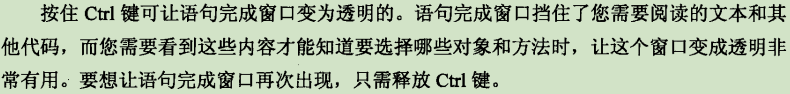 按住 Ctrl 键可让语句完成窗口变为透明的。语句完成窗口挡住了您需要阅读的文本和其
他代码，而您需要看到这些内容才能知道要选择哪些对象和方法时，让这个窗口变成透明非
常有用。要想让语句完成窗口再次出现，只需释放 Ctrl 键。